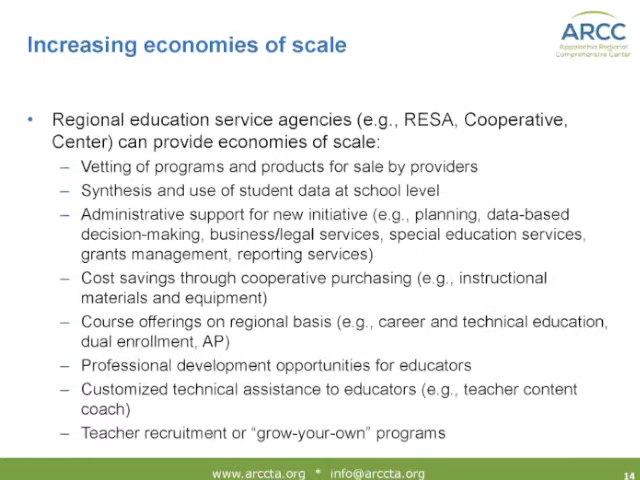 Increasing economies of scale
ARCC
Appalachia Regional
Comprehensive Center
• Regional education service agencies (e.g., RESA, Cooperative,
Center) can provide economies of scale:
– Vetting of programs and products for sale by providers
– Synthesis and use of student data at school level
– Administrative support for new initiative (e.g., planning, data-based
decision-making, business/legal services, special education services,
grants management, reporting services)
– Cost savings through cooperative purchasing (e.g., instructional
materials and equipment)
– Course offerings on regional basis (e.g., career and technical education,
dual enrollment, AP)
– Professional development opportunities for educators
– Customized technical assistance to educators (e.g., teacher content
coach)
– Teacher recruitment or “grow-your-own” programs
www.arccta.org * info@arccta.org
14